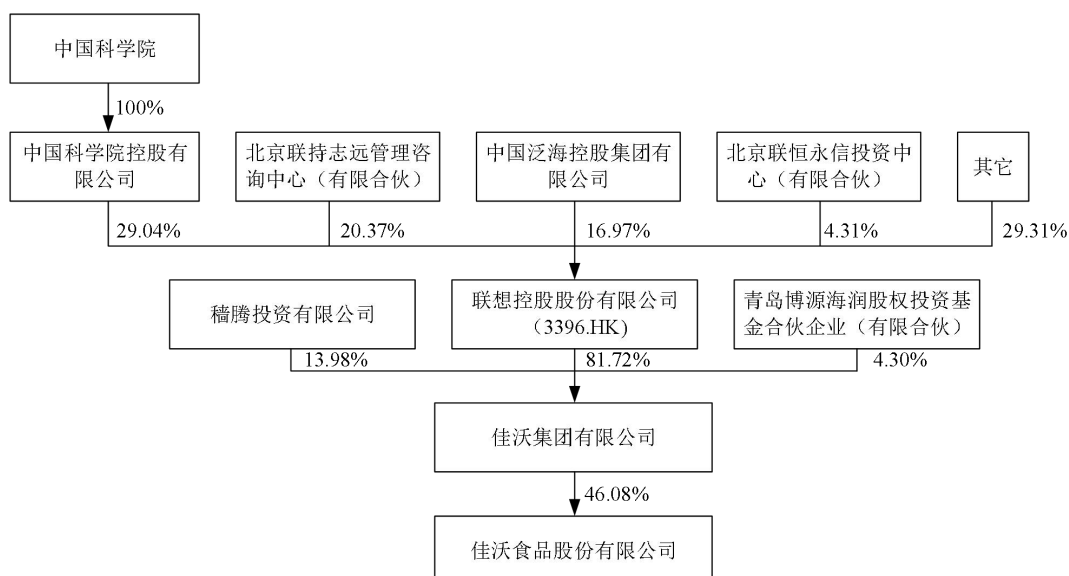 中国科学院
100%
中国科学院控股有
限公司
北京联持志远管理咨
询中心（有限合伙）
中国泛海控股集团有
限公司
北京联恒永信投资中
心（有限合伙）
其它
29.04%
20.37%
16.97%
4.31%
29.31%
穑腾投资有限公司
联想控股股份有限公司
（3396.HK）
青岛博源海润股权投资基
金合伙企业（有限合伙）
13.98%
81.72%
4.30%
佳沃集团有限公司
46.08%
佳沃食品股份有限公司